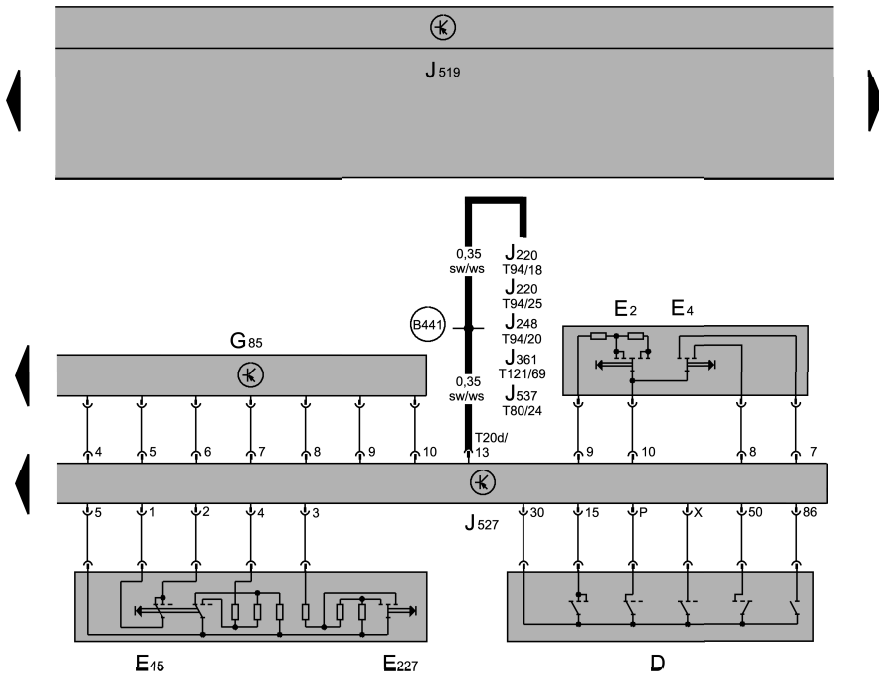 J 519
0,35
sw/ws
J220
T94/18
J220
T94/25
B441
J248
T94/20
J361
T121/69
0,35
sw/ws
J537
T80/24
E2 E4
G85
T20d/
4 5 6 7 8 9 10 13 9 10 8 7
J527
5 1 2 4 3 30 15 P X 50 86
E45 E227 D